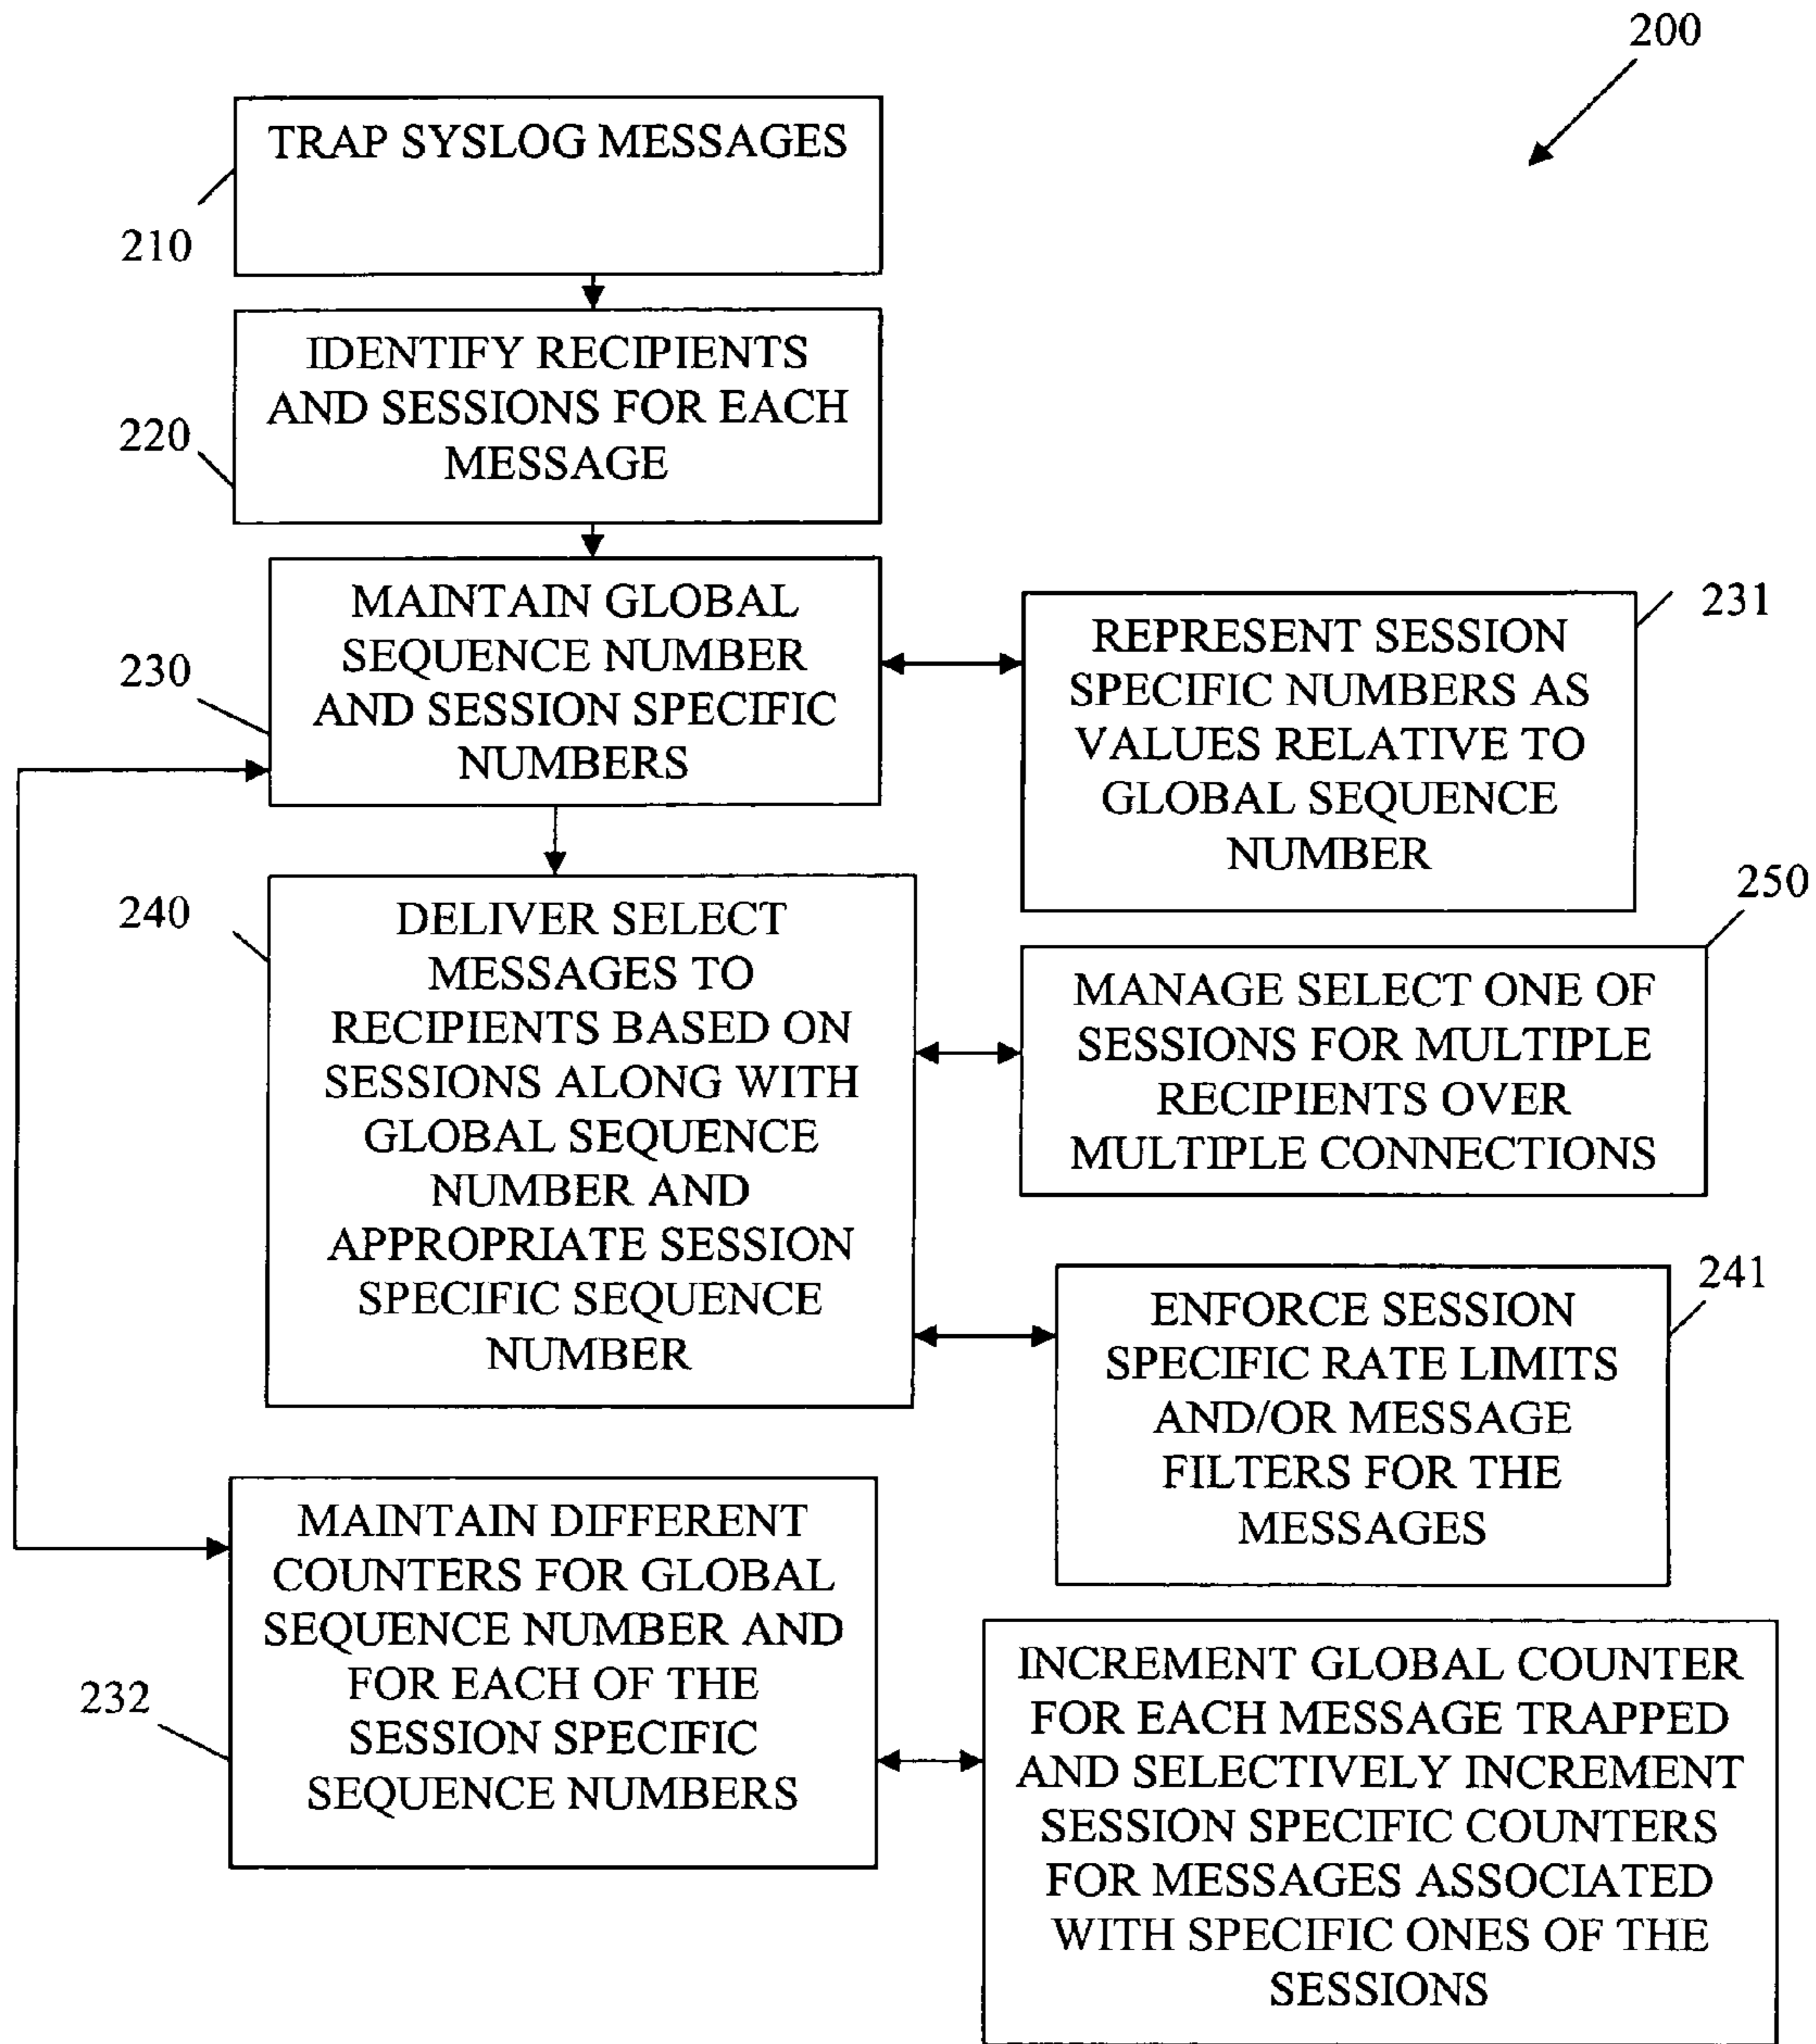 200
TRAP SYSLOG MESSAGES
210
IDENTIFY RECIPIENTS
AND SESSIONS FOR EACH
MESSAGE
220
MAINTAIN GLOBAL
SEQUENCE NUMBER
AND SESSION SPECIFIC
NUMBERS
230
REPRESENT SESSION
SPECIFIC NUMBERS AS
VALUES RELATIVE TO
GLOBAL SEQUENCE
NUMBER
231
DELIVER SELECT
MESSAGES TO
RECIPIENTS BASED ON
SESSIONS ALONG WITH
GLOBAL SEQUENCE
NUMBER AND
APPROPRIATE SESSION
SPECIFIC SEQUENCE
NUMBER
240
MANAGE SELECT ONE OF
SESSIONS FOR MULTIPLE
RECIPIENTS OVER
MULTIPLE CONNECTIONS
250
ENFORCE SESSION
SPECIFIC RATE LIMITS
AND/OR MESSAGE
FILTERS FOR THE
MESSAGES
241
MAINTAIN DIFFERENT
COUNTERS FOR GLOBAL
SEQUENCE NUMBER AND
FOR EACH OF THE
SESSION SPECIFIC
SEQUENCE NUMBERS
232
INCREMENT GLOBAL COUNTER
FOR EACH MESSAGE TRAPPED
AND SELECTIVELY INCREMENT
SESSION SPECIFIC COUNTERS
FOR MESSAGES ASSOCIATED
WITH SPECIFIC ONES OF THE
SESSIONS